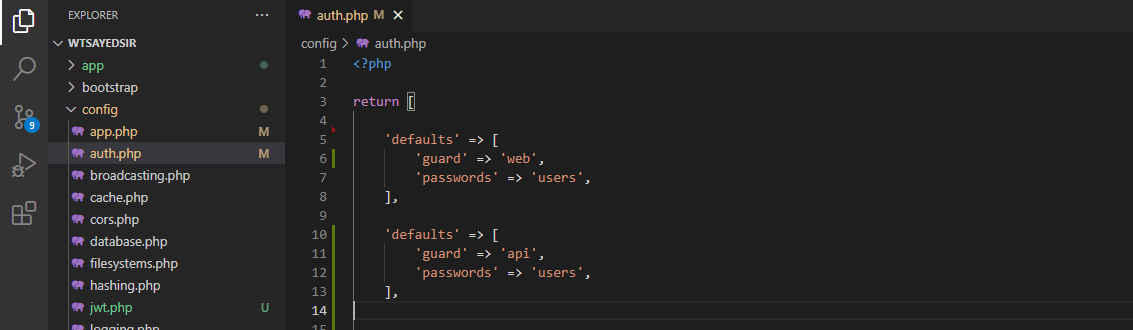 EXPLORER
···
WTSAYEDSIR
app
bootstrap
config
app.php M
auth.php M
broadcasting.php
cache.php
cors.php
database.php
filesystems.php
hashing.php
jwt.php U
logging.php
9
auth.php M
config > auth.php
1 <?php
2
3 return [
4
5 'defaults' => [
6 'guard' => 'web',
7 'passwords' => 'users',
8 ],
9
10 'defaults' => [
11 'guard' => 'api',
12 'passwords' => 'users',
13 ],
14
15